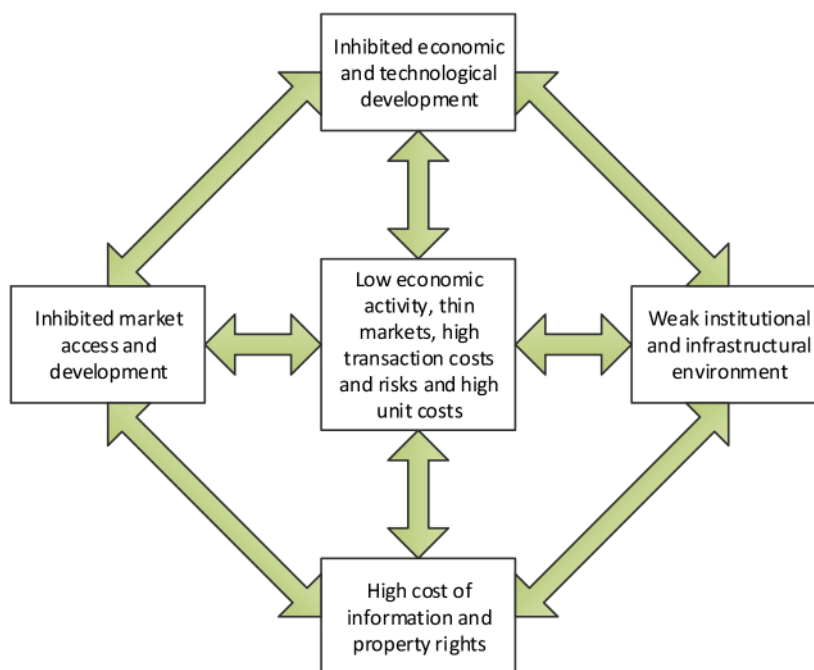 Inhibited economic
and technological
development
Inhibited market
access and
development
Low economic
activity, thin
markets, high
transaction costs
and risks and high
unit costs
Weak institutional
and infrastructural
environment
High cost of
information and
property rights